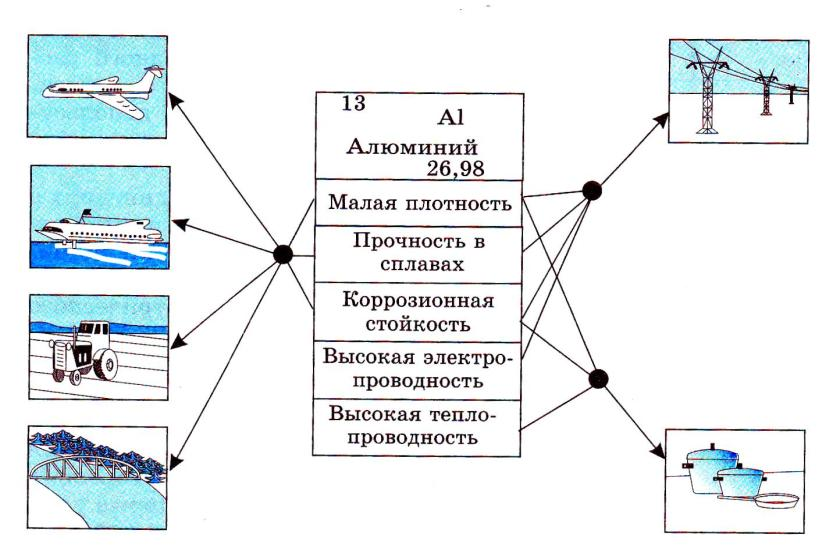 13
Al
Алюминий
26,98
Малая плотность
Прочность в
сплавах
Коррозионная
стойкость
Высокая электро-
проводность
Высокая тепло-
проводность